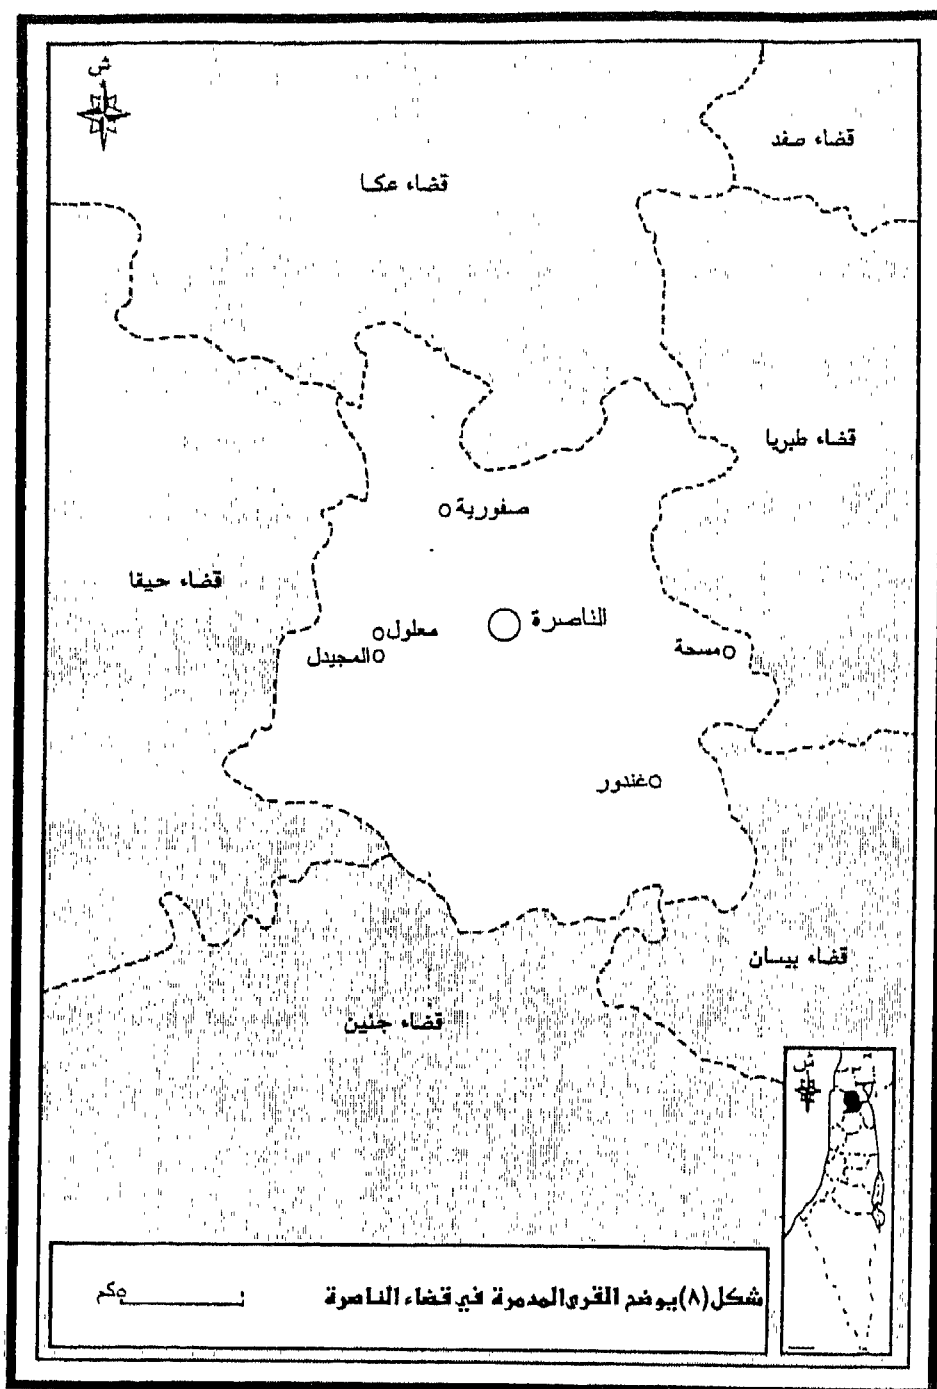 ش
قضاء صفد
قضاء عكا
قضاء طبريا
صفورية
قضاء حيفا
الناصرة
معلول
مسحة
المجيدل
غندور
قضاء بيسان
قضاء جنين
ش
شكل (٨) يوضح القرى المدمرة في قضاء الناصرة
٥كم